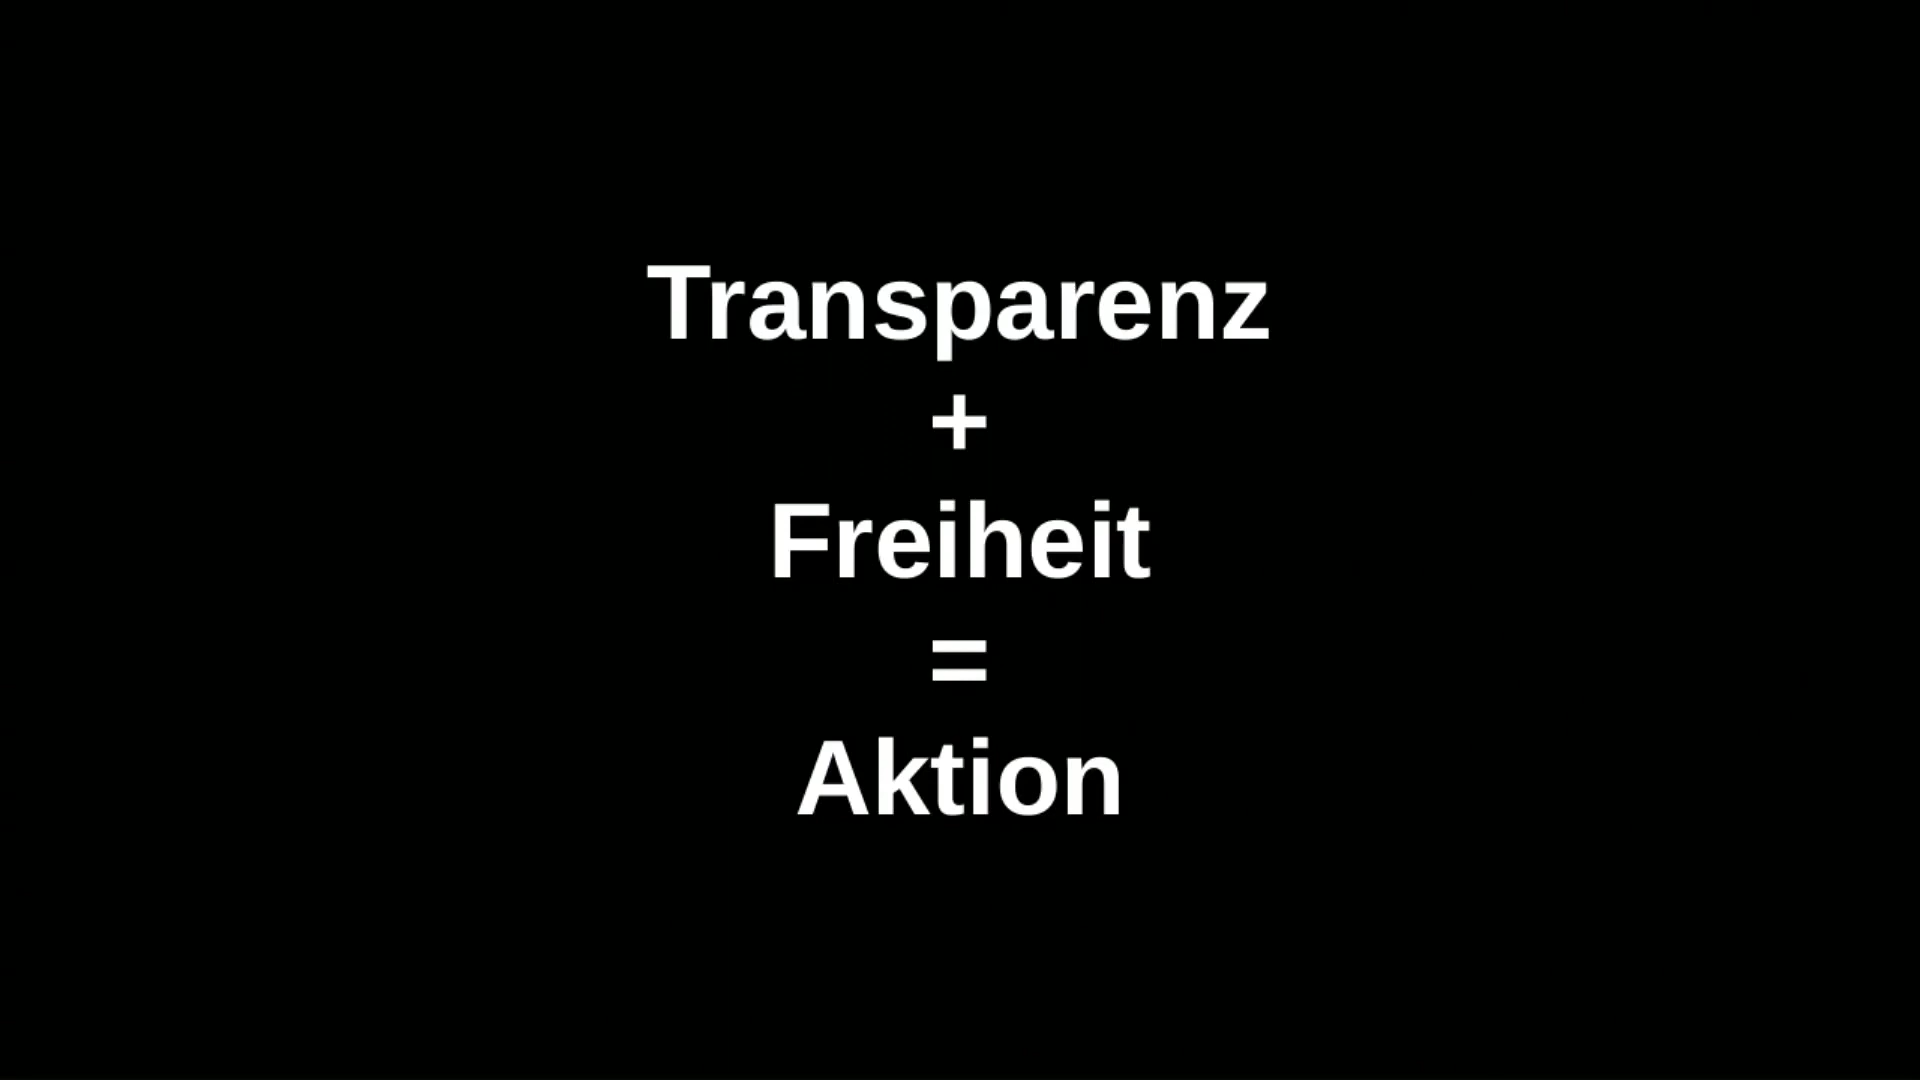 Transparenz
+
Freiheit
=
Aktion